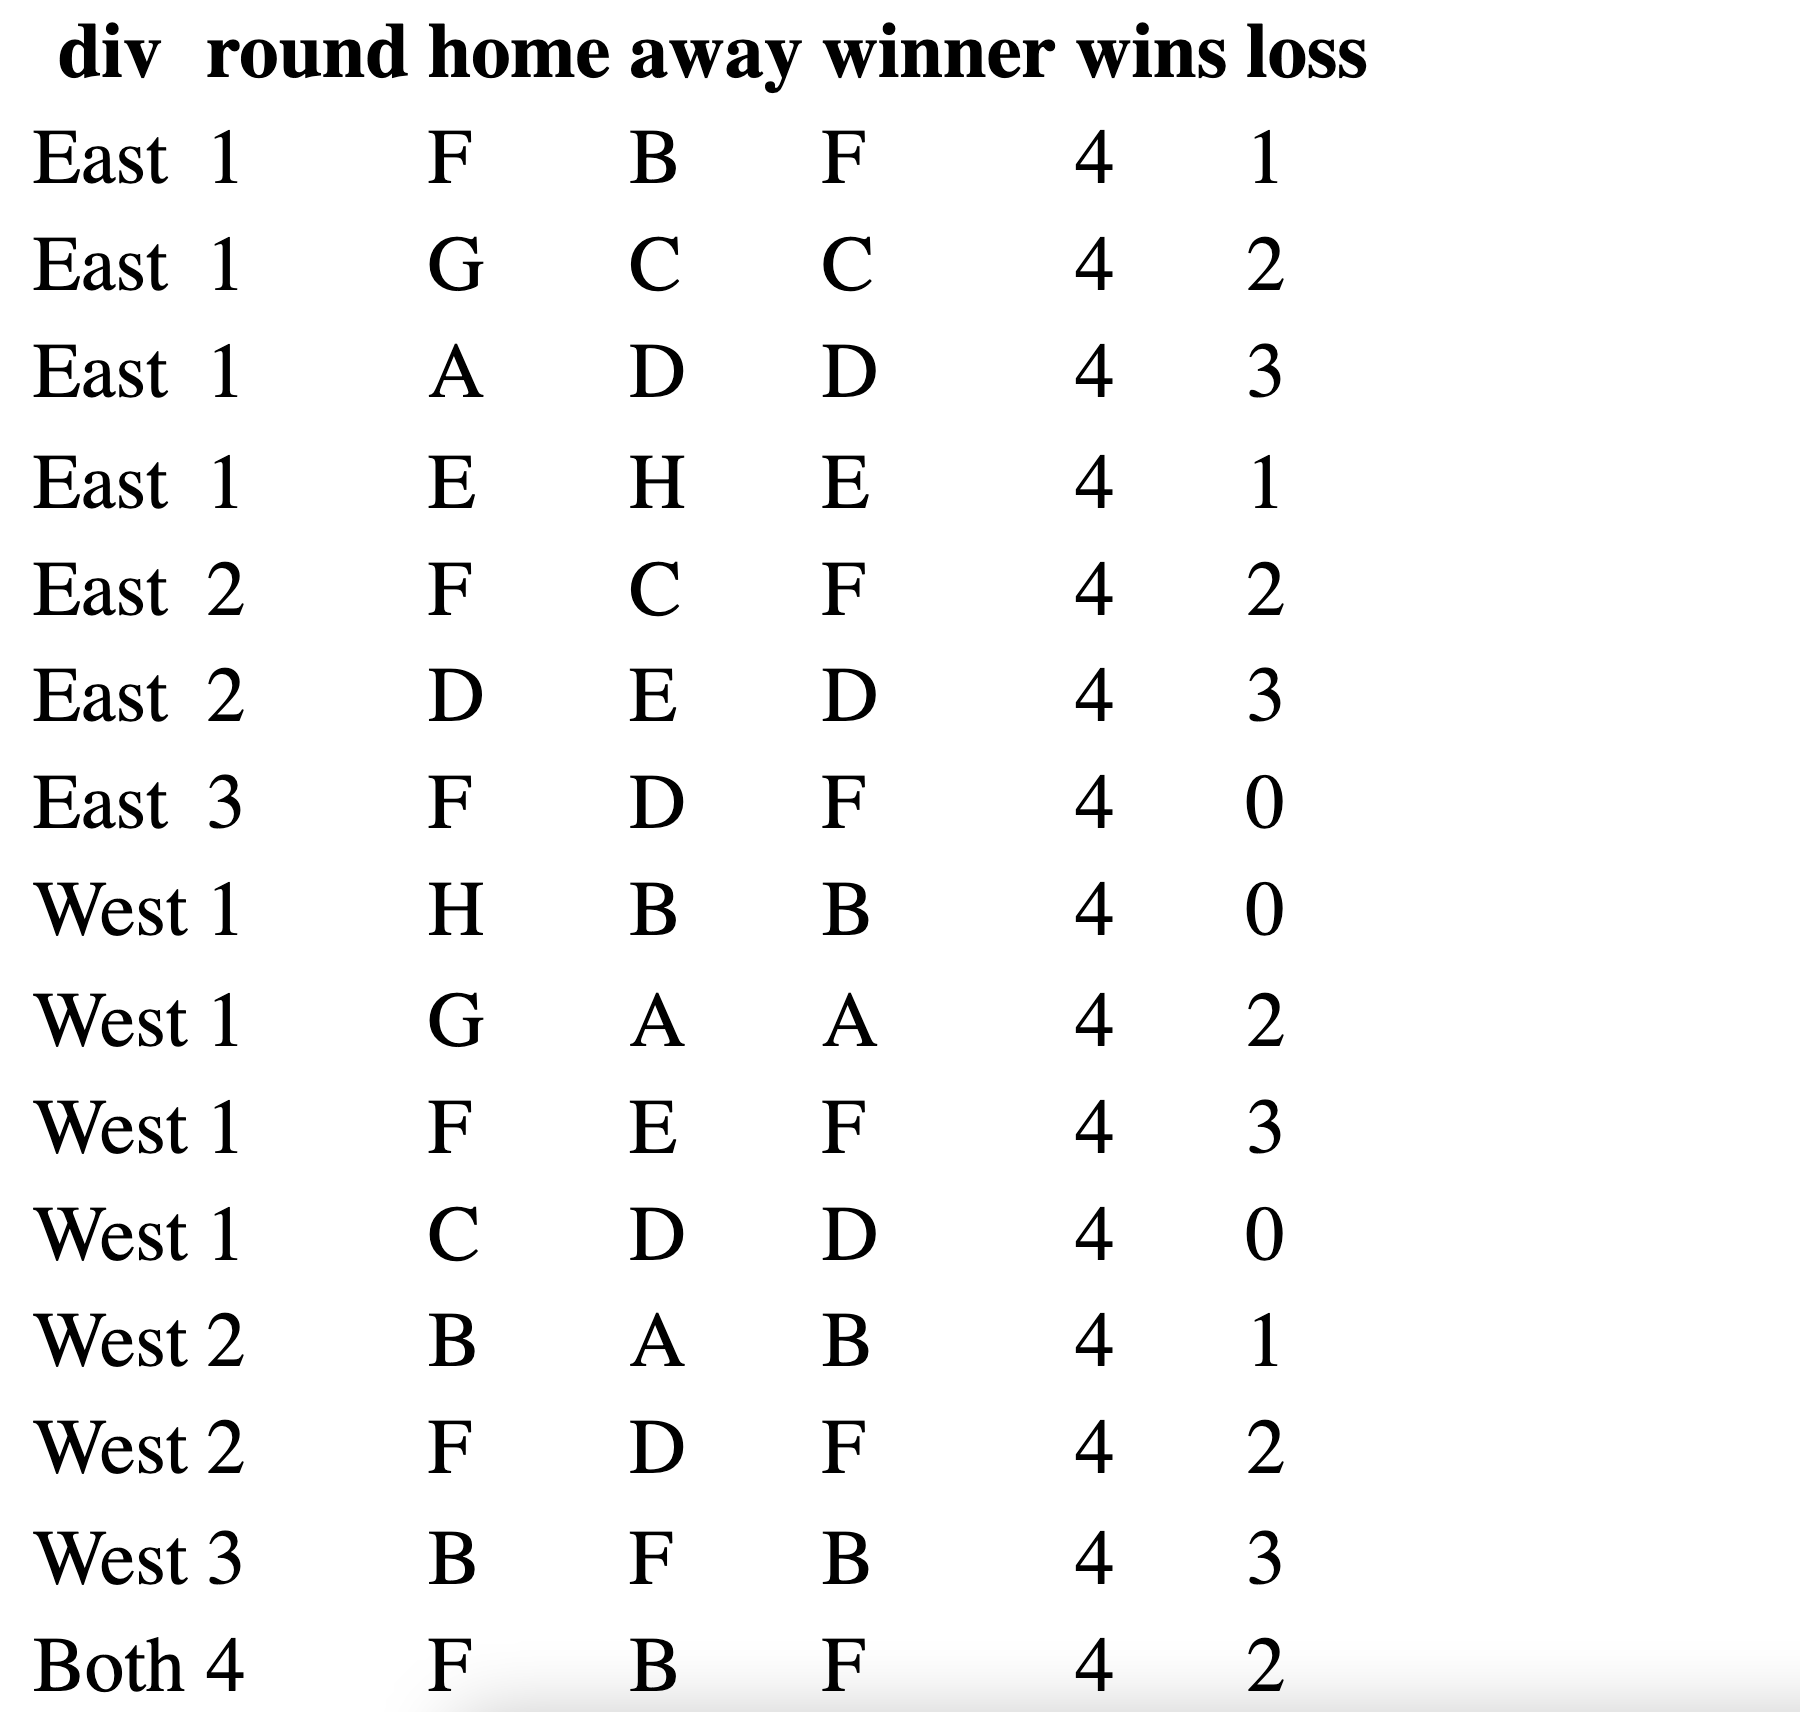 div round home away winner wins loss
East 1 F B F 4 1
East 1 G C C 4 2
East 1 A D D 4 3
East 1 E H E 4 1
East 2 F C F 4 2
East 2 D E D 4 3
East 3 F D F 4 0
West 1 H B B 4 0
West 1 G A A 4 2
West 1 F E F 4 3
West 1 C D D 4 0
West 2 B A B 4 1
West 2 F D F 4 2
West 3 B F B 4 3
Both 4 F B F 4 2